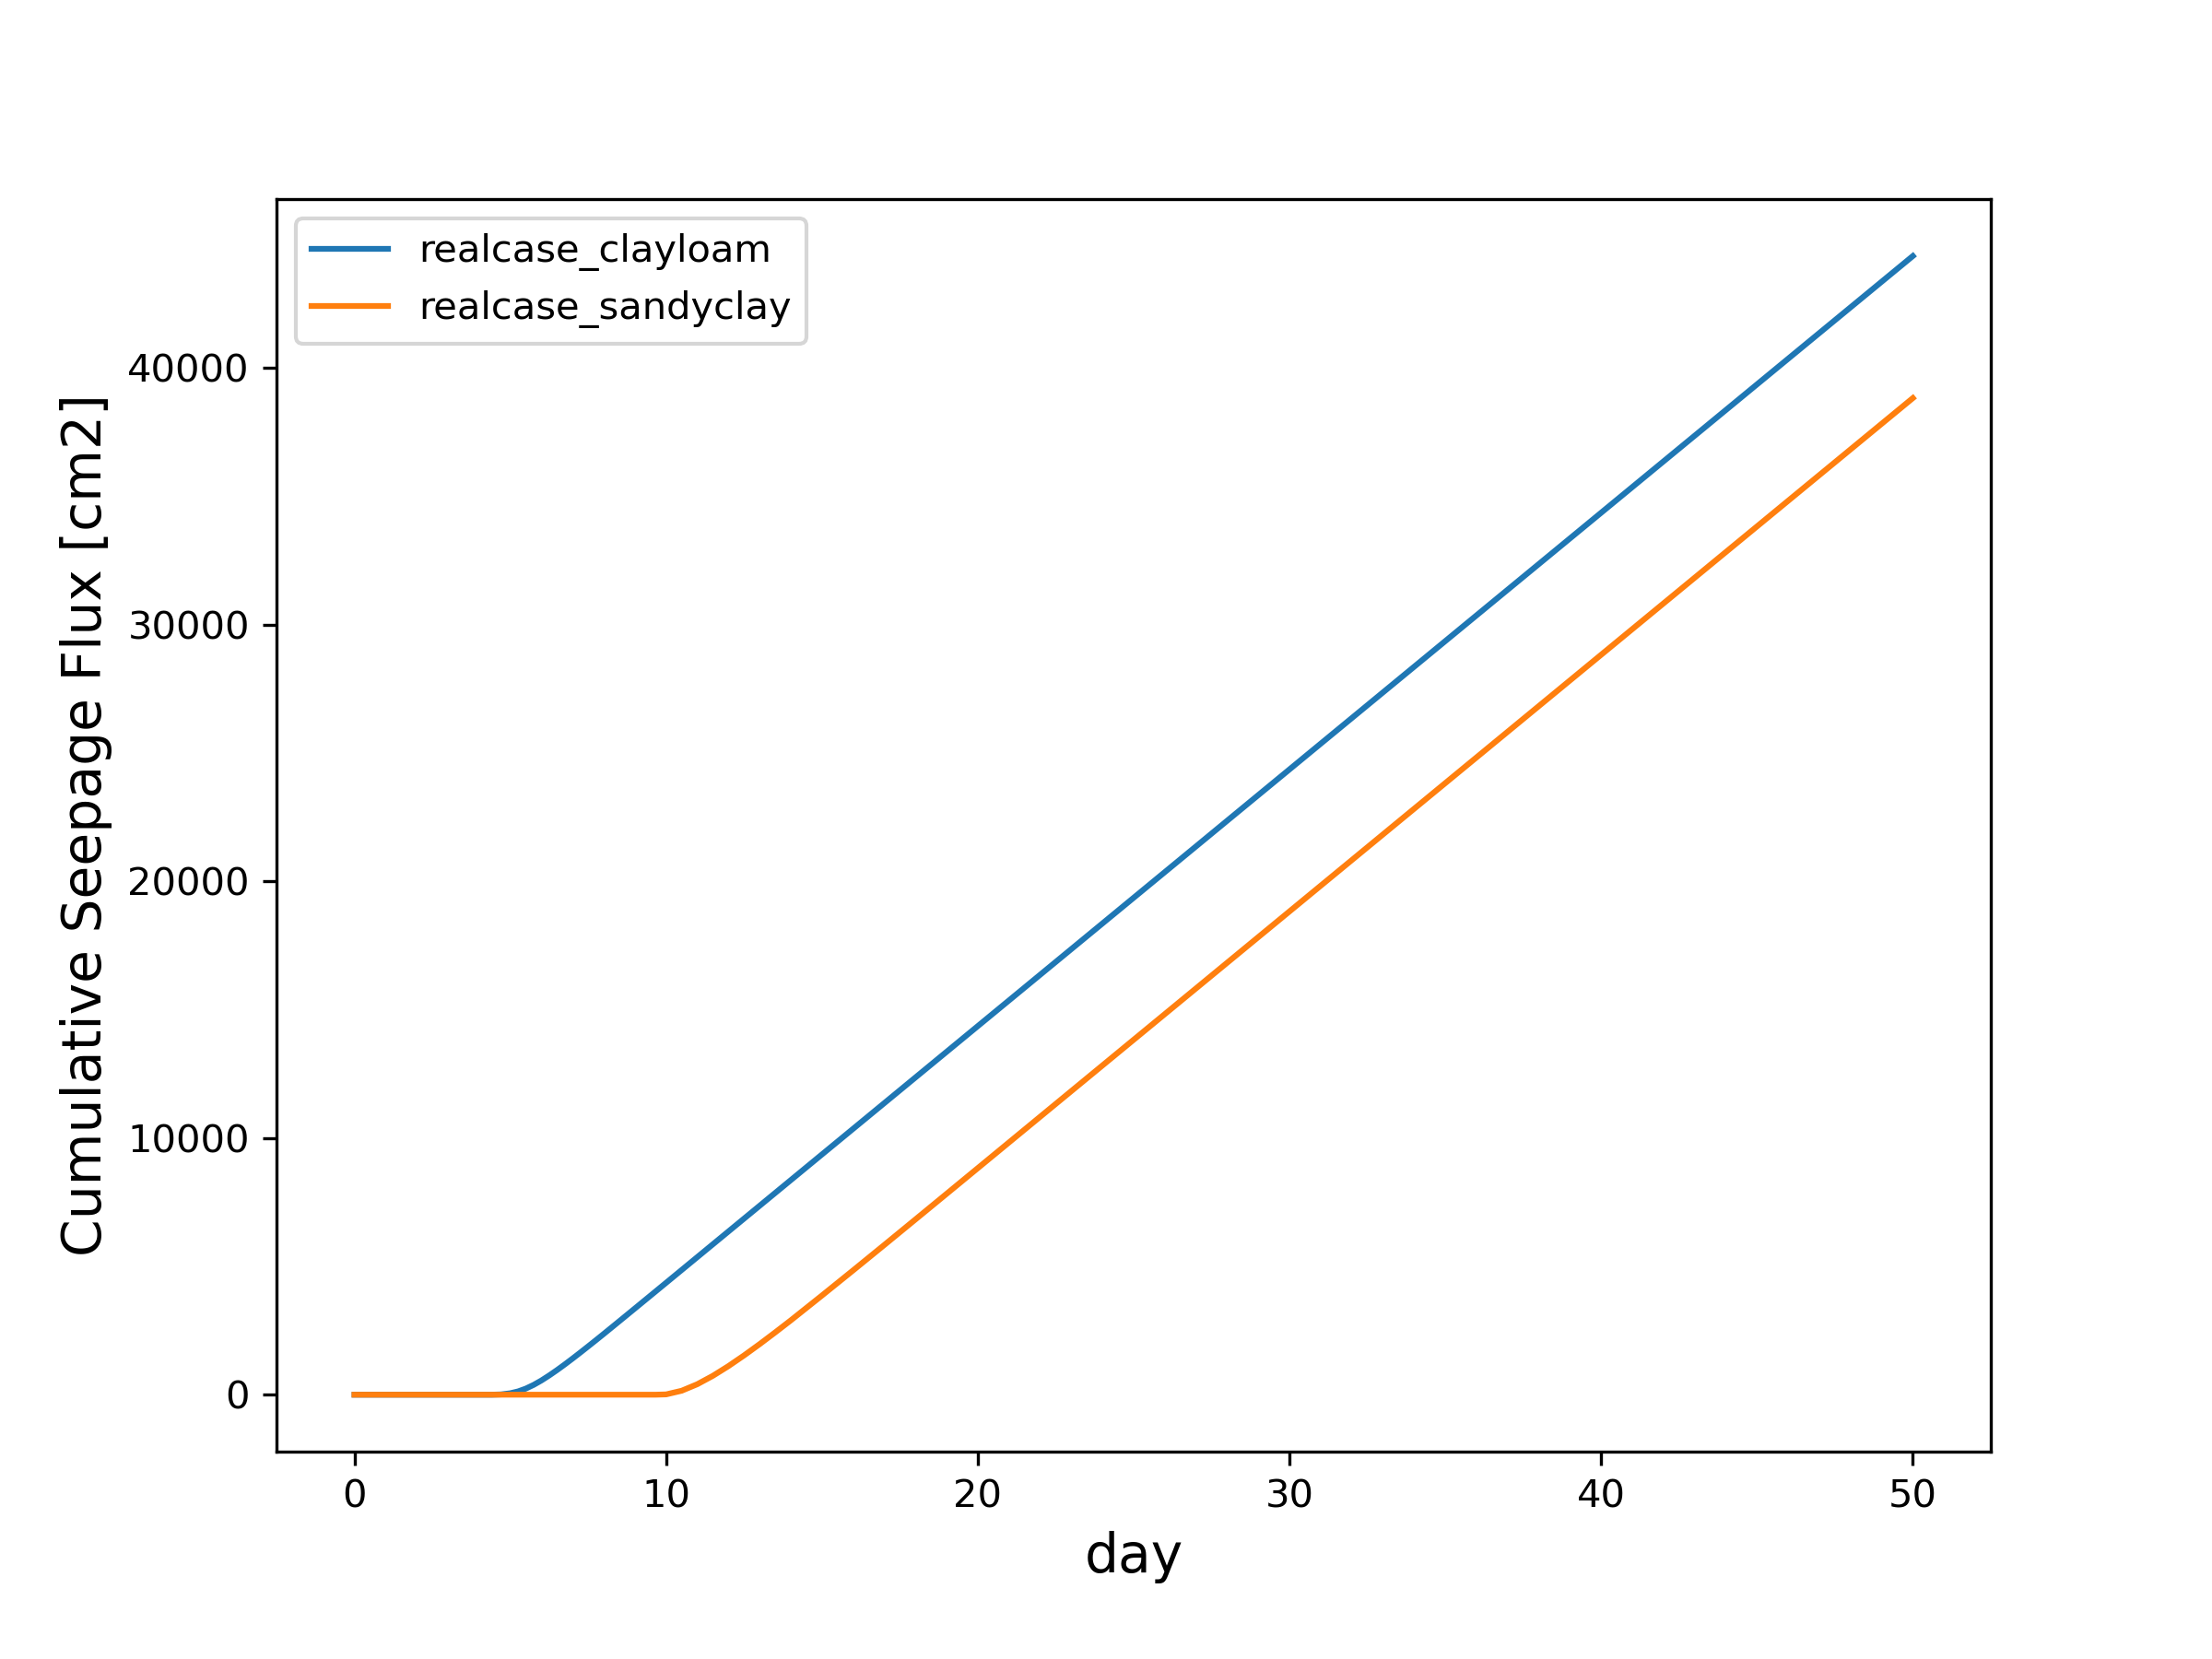 realcase_clayloam
realcase_sandyclay
Cumulative Seepage Flux [cm2]
40000
30000
20000
10000
0
0 10 20 30 40 50
day